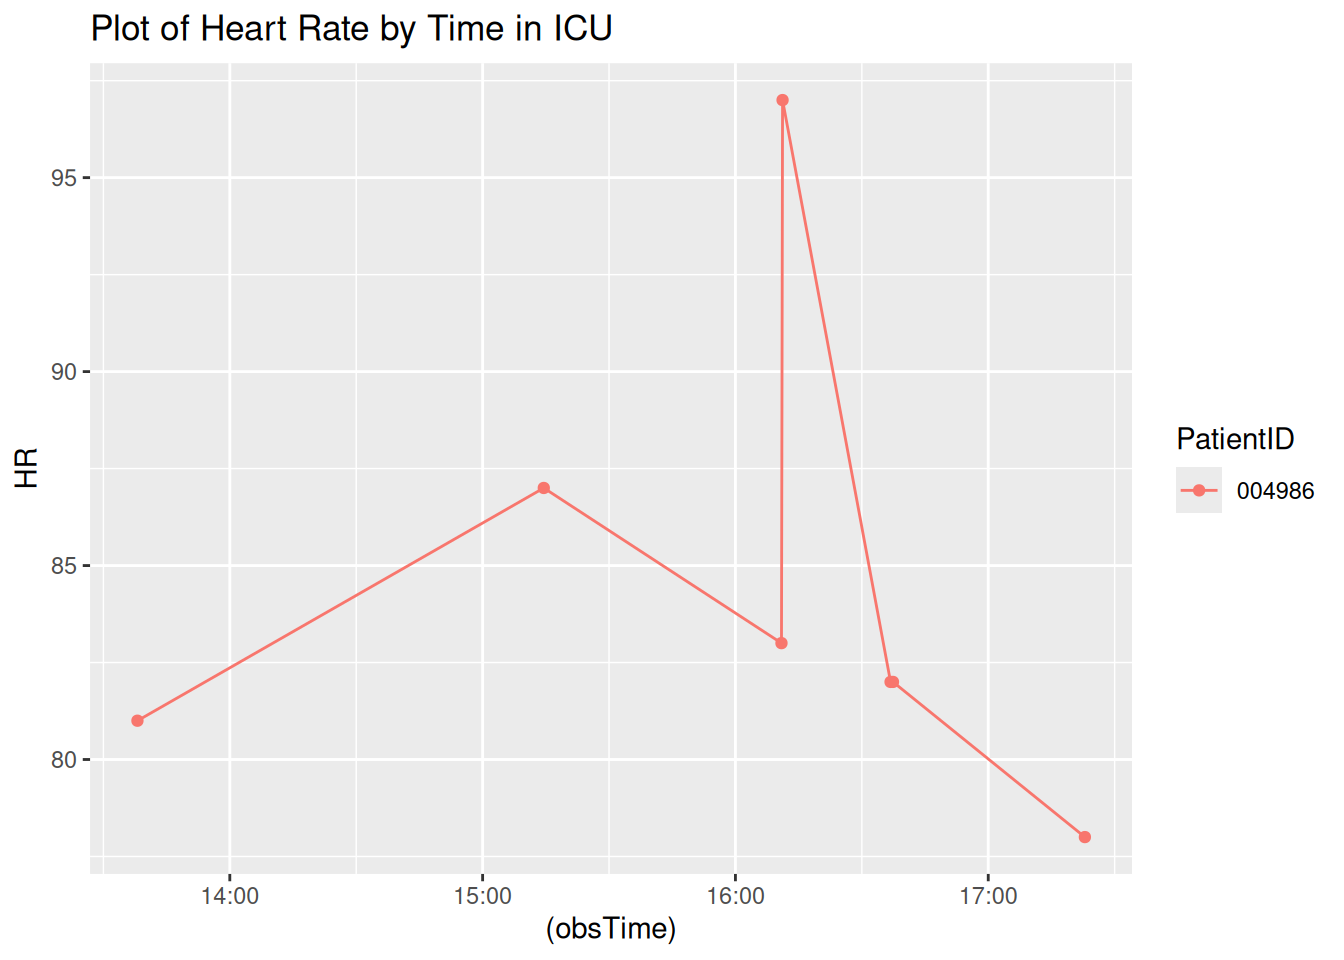 Plot of Heart Rate by Time in ICU
95
90
85
80
HR
14:00 15:00 16:00 17:00
(obsTime)
PatientID
004986